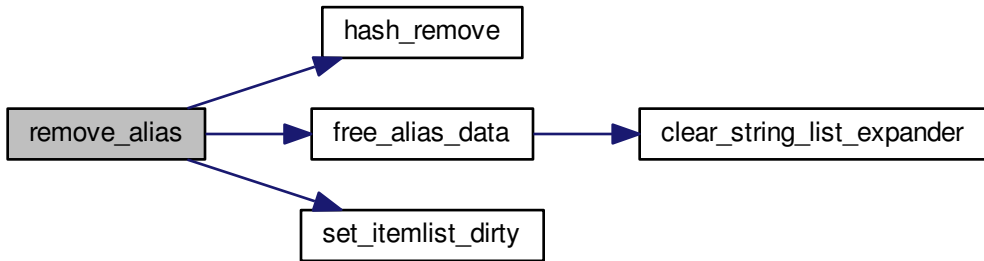 hash_remove
remove_alias
free_alias_data
clear_string_list_expander
set_itemlist_dirty